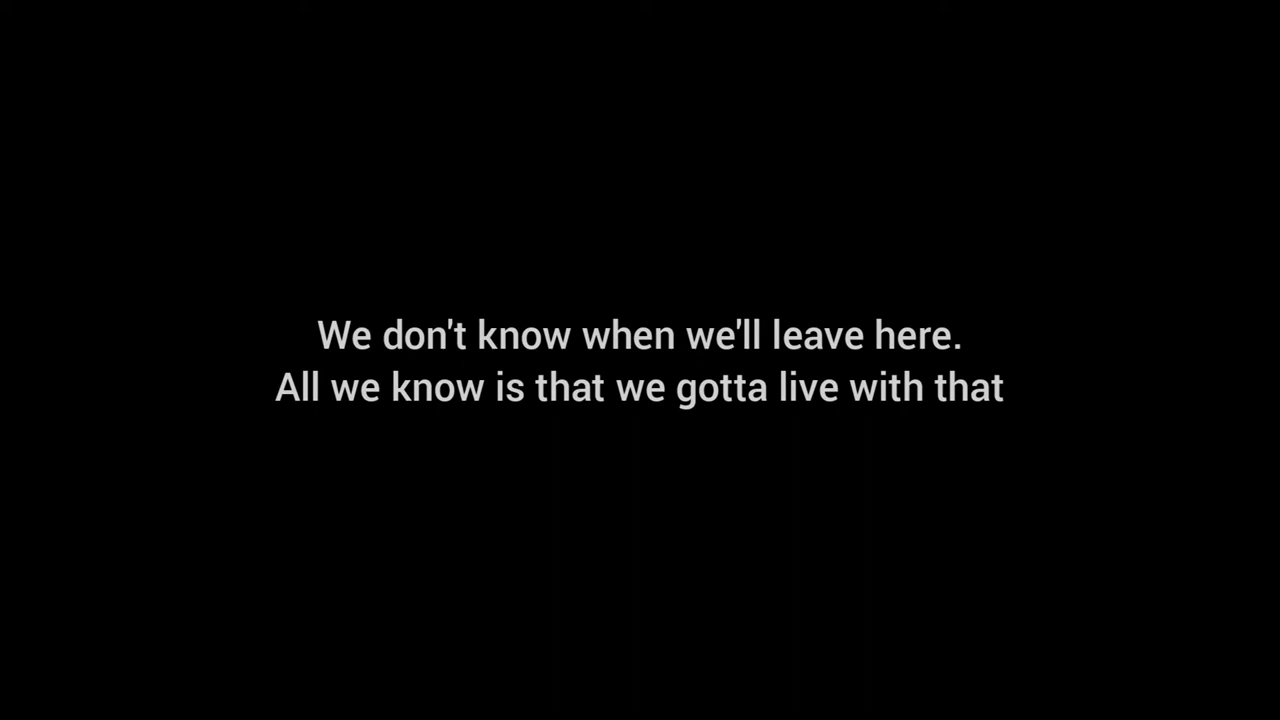 We don't know when we'll leave here.
All we know is that we gotta live with that